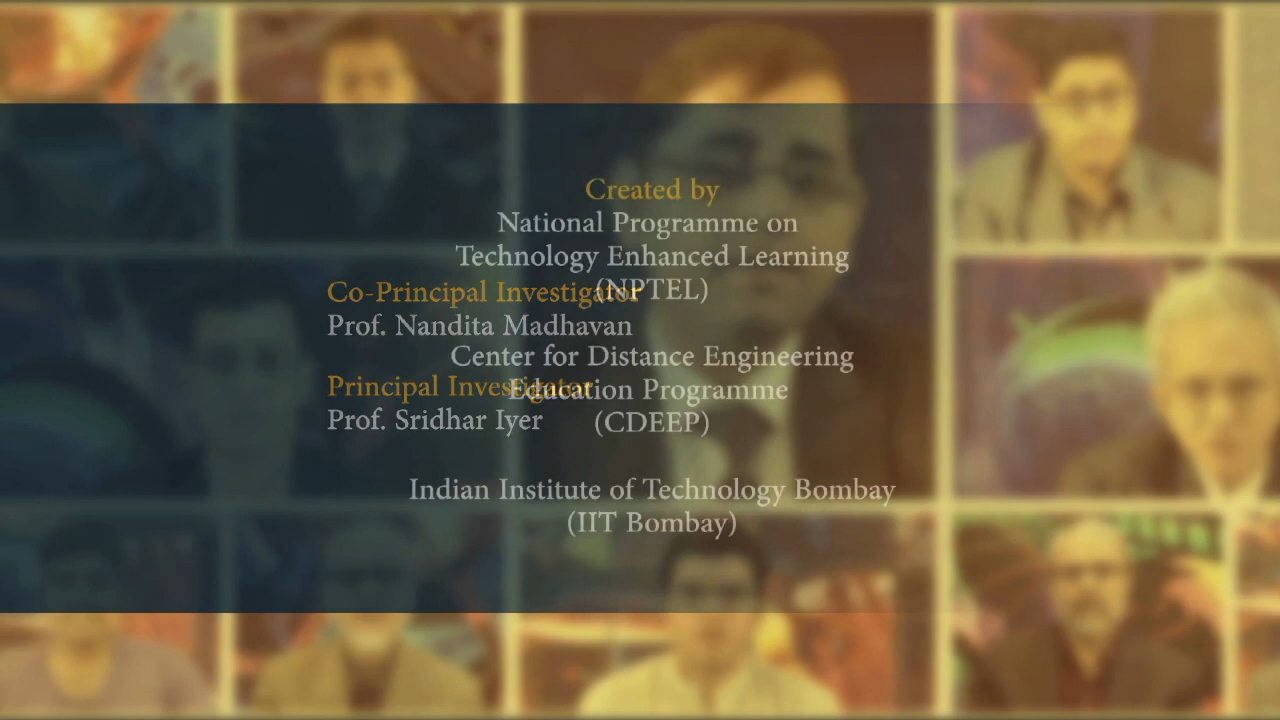 Created by
National Programme on
Technology Enhanced Learning
(NPTEL)
Co-Principal Investigator
Prof. Nandita Madhavan
Center for Distance Engineering
Education Programme
(CDEEP)
Principal Investigator
Prof. Sridhar Iyer
Indian Institute of Technology Bombay
(IIT Bombay)